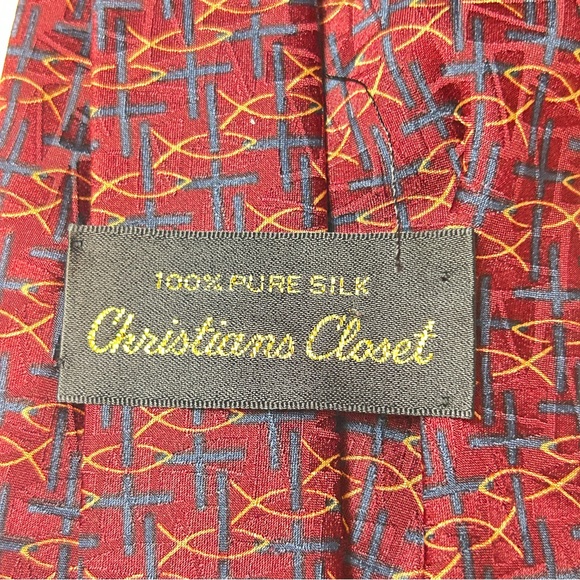 100% PURE SILK
Christians Closet